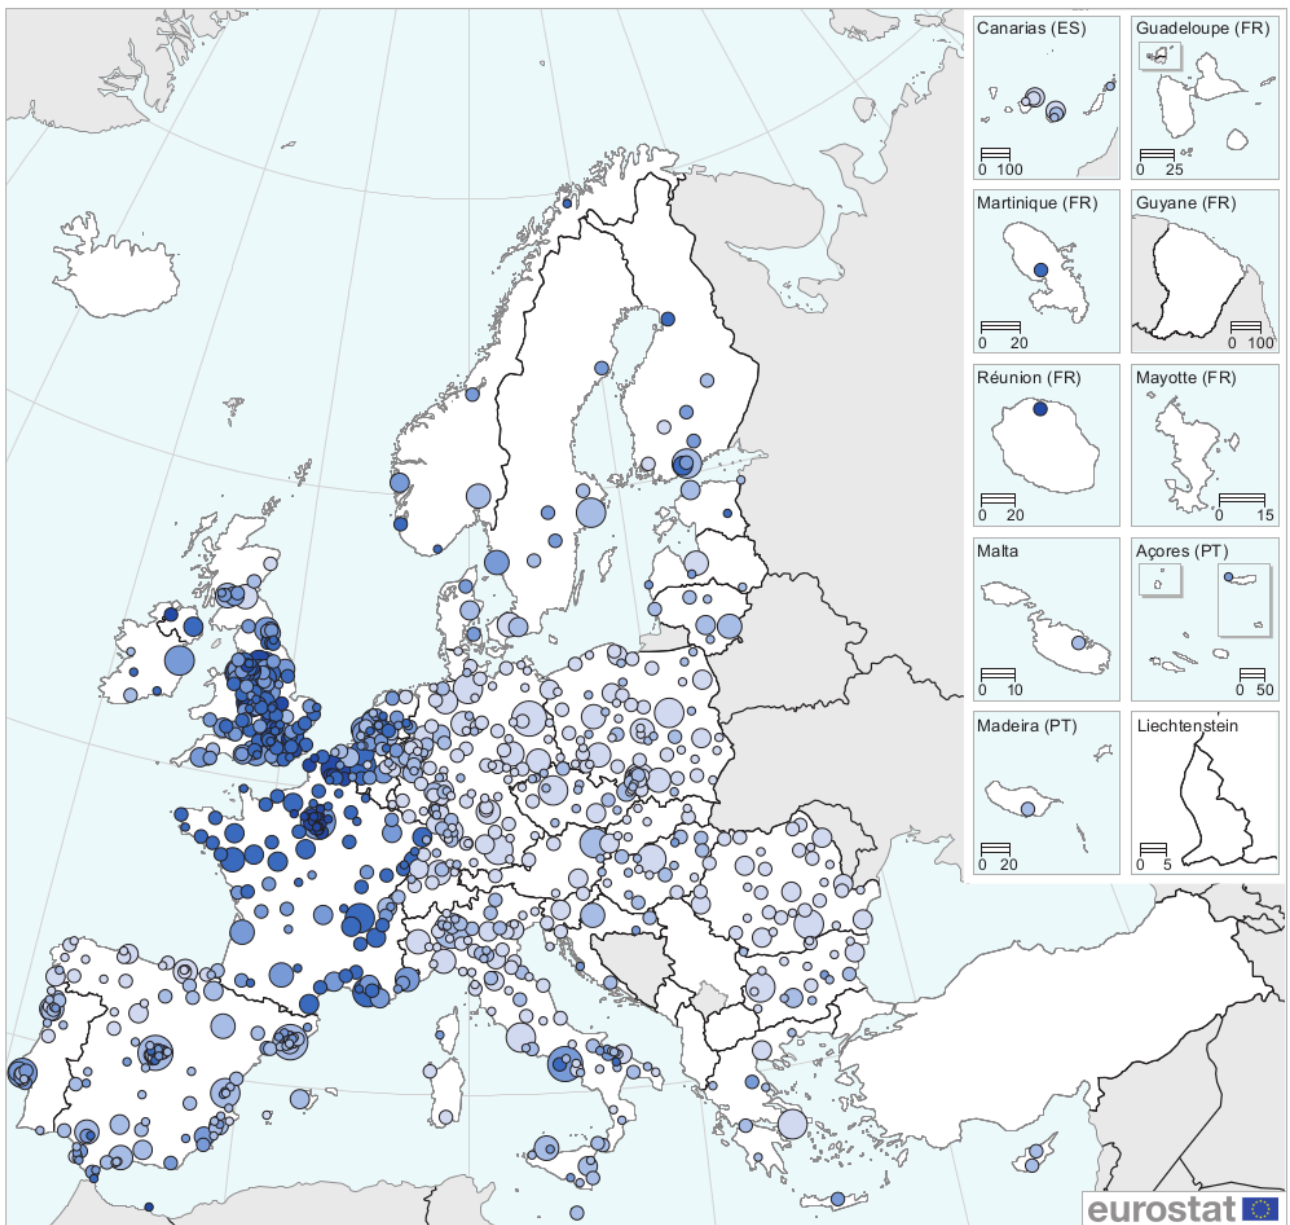 Canarias (ES)
0 100
Guadeloupe (FR)
0 25
Martinique (FR)
0 20
Guyane (FR)
0 100
Réunion (FR)
0 20
Mayotte (FR)
0 15
Malta
0 10
Açores (PT)
0 50
Madeira (PT)
0 20
Liechtenstein
0 5
eurostat